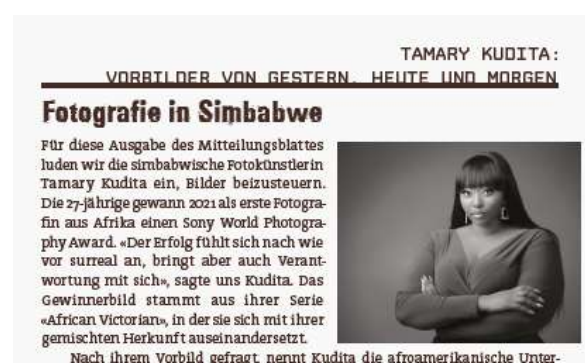 TAMARY KUDITA:
VORBILDER VON GESTERN, HEUTE UND MORGEN
Fotografie in Simbabwe
Für diese Ausgabe des Mitteilungsblattes
luden wir die simbabwische Fotokünstlerin
Tamary Kudita ein, Bilder beizusteuern.
Die 27-jährige gewann 2021 als erste Fotogra-
fin aus Afrika einen Sony World Photogra-
phy Award. «Der Erfolg fühlt sich nach wie
vor surreal an, bringt aber auch Verant-
wortung mit sich», sagte uns Kudita. Das
Gewinnerbild stammt aus ihrer Serie
«African Victorian», in der sie sich mit ihrer
gemischten Herkunft auseinandersetzt.
Nach ihrem Vorbild gefragt, nennt Kudita die afroamerikanische Unter-